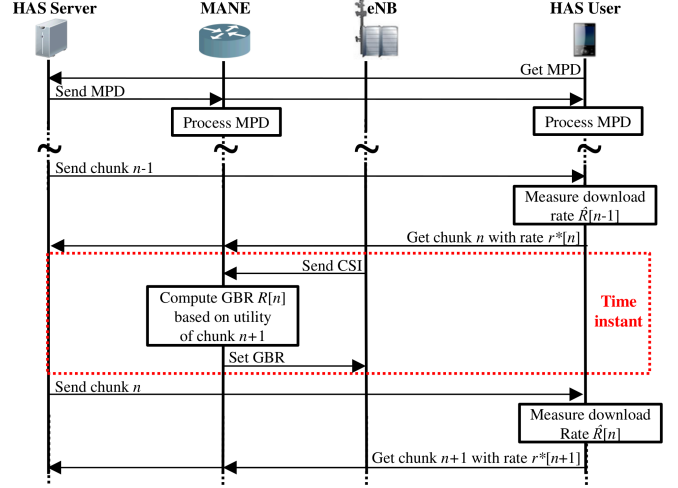 HAS Server
MANE
eNB
HAS User
Get MPD
Send MPD
Process MPD
Process MPD
Send chunk n-1
Measure download
rate R̂[n-1]
Get chunk n with rate r*[n]
Send CSI
Compute GBR R[n]
based on utility
of chunk n+1
Time
instant
Set GBR
Send chunk n
Measure download
Rate R̂[n]
Get chunk n+1 with rate r*[n+1]